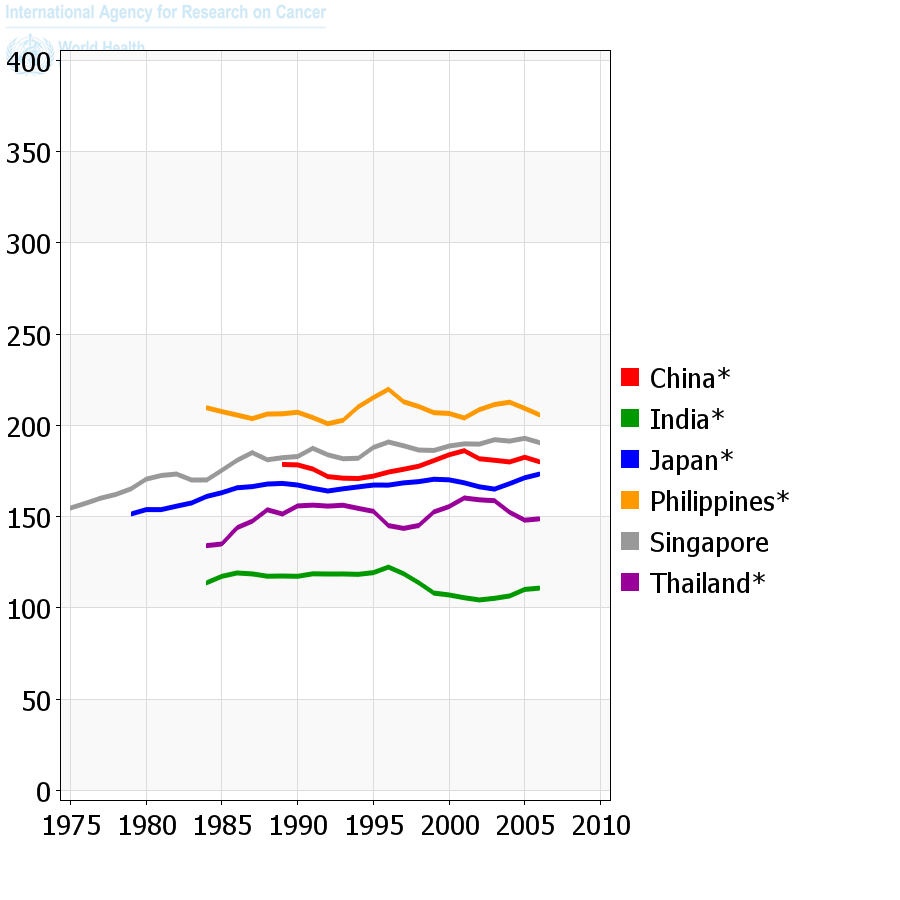 International Agency for Research on Cancer
World Health
400
350
300
250
200
150
100
50
0
1975 1980 1985 1990 1995 2000 2005 2010
China*
India*
Japan*
Philippines*
Singapore
Thailand*